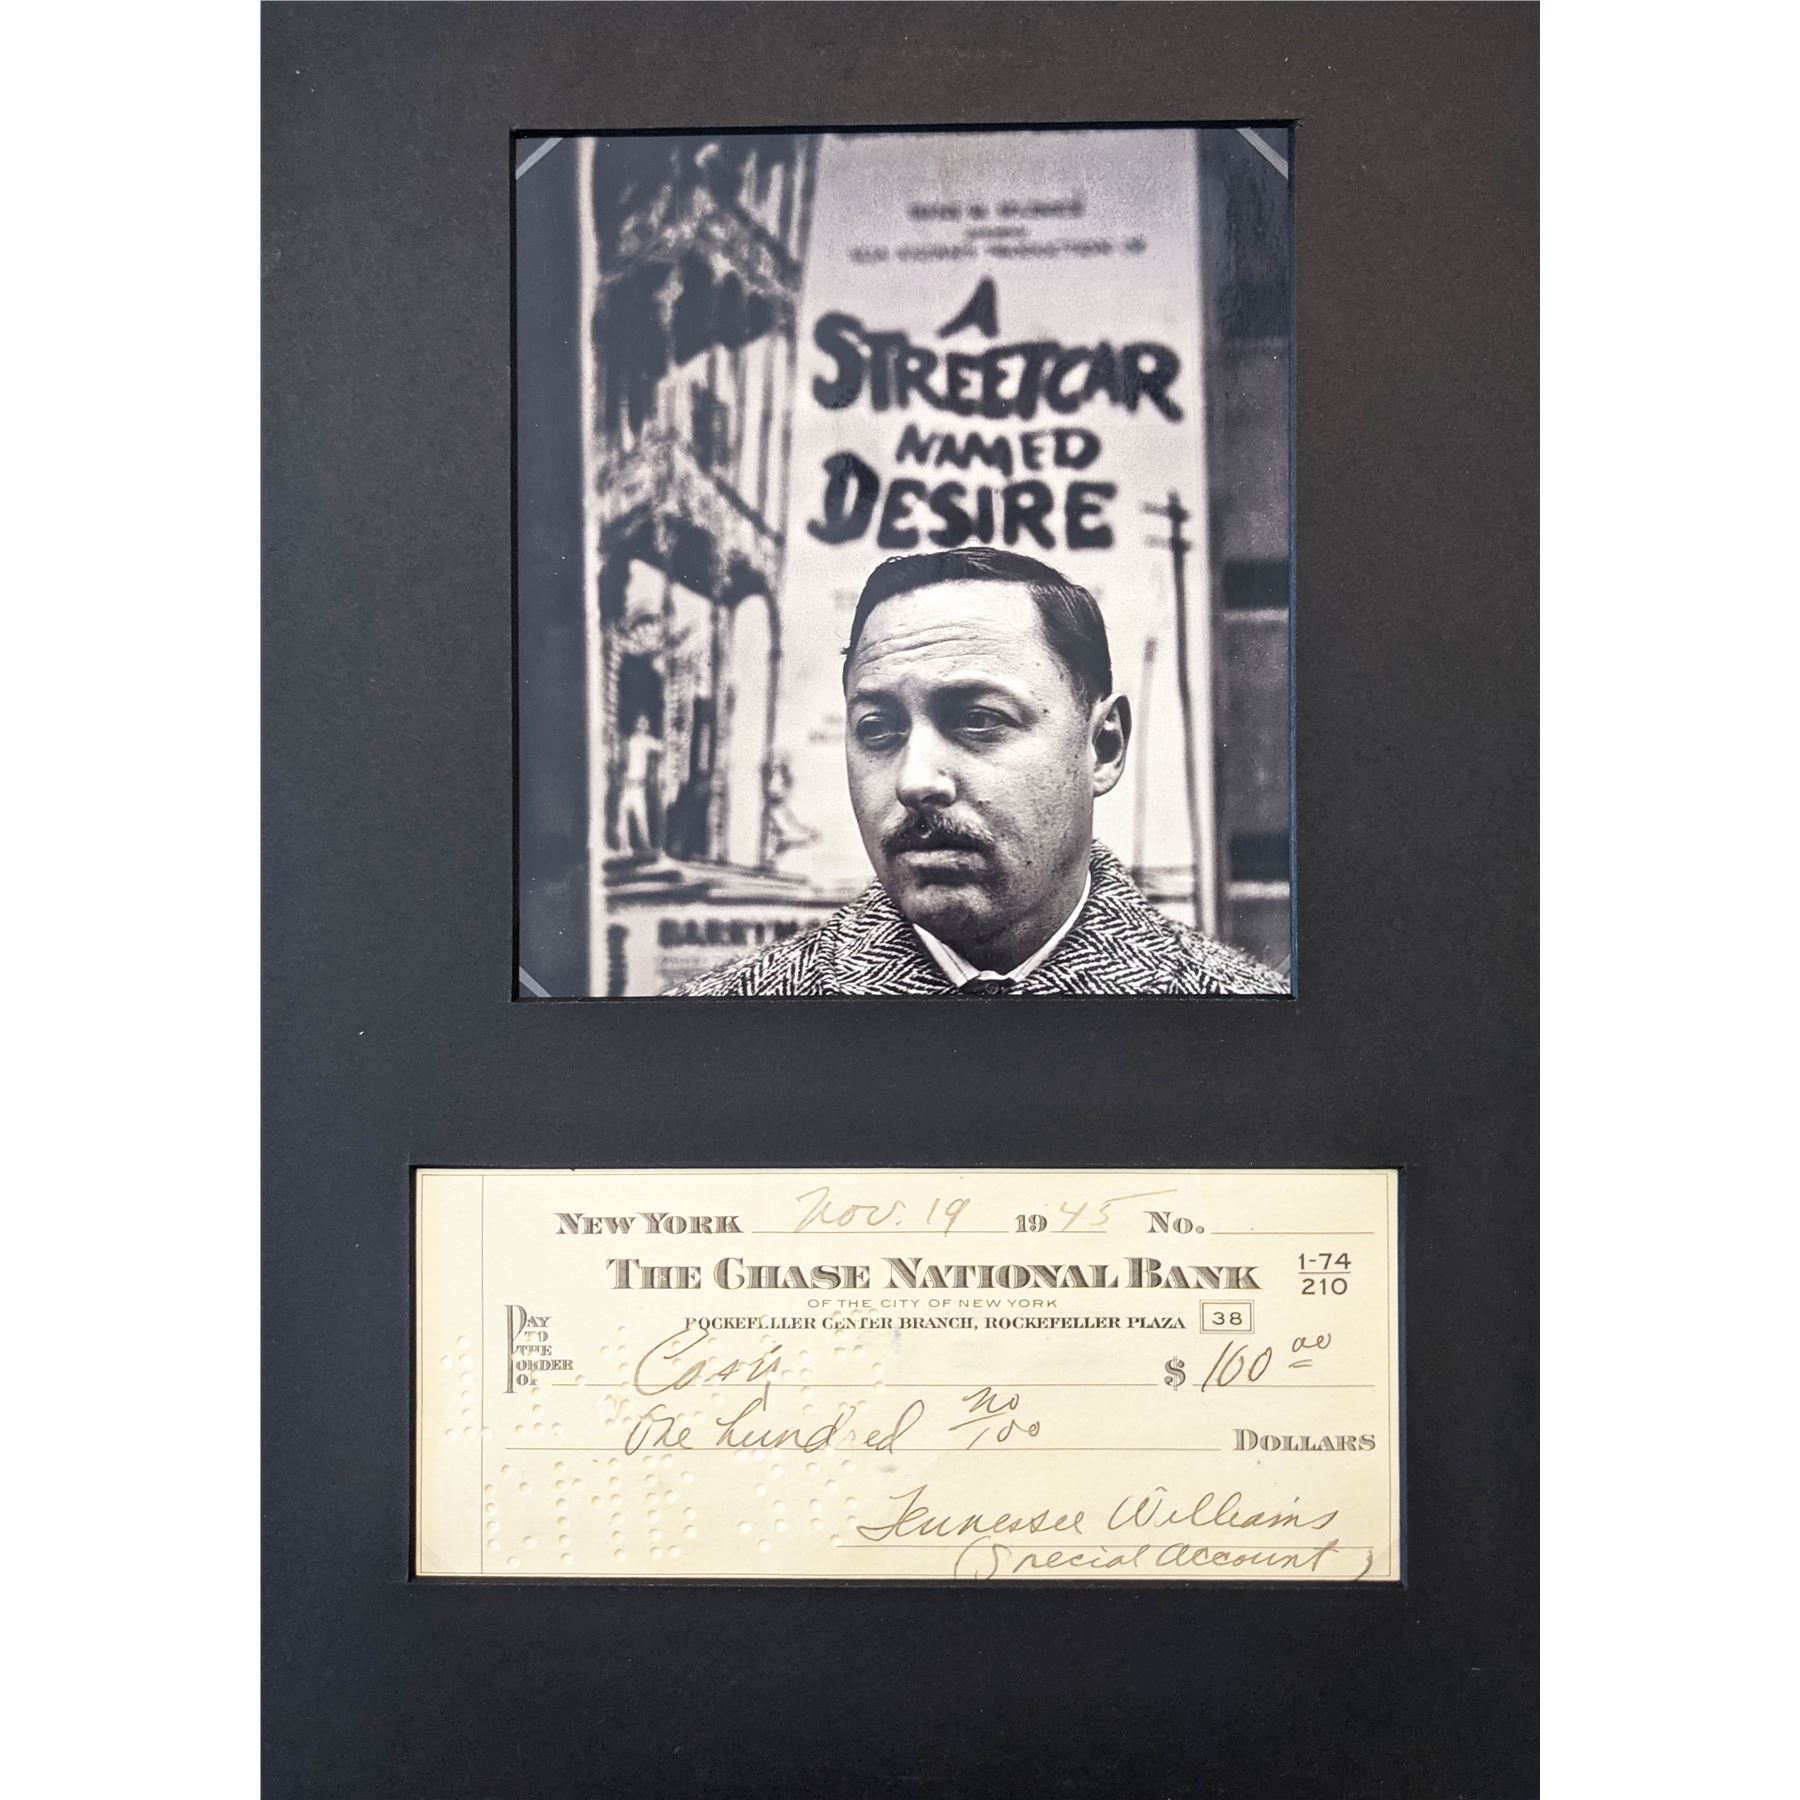 A
STREETCAR
NAMED
DESIRE
BARRYM
NEW YORK Nov. 19 1945 No.
THE CHASE NATIONAL BANK 1-74
210
OF THE CITY OF NEW YORK
ROCKEFELLER CENTER BRANCH, ROCKEFELLER PLAZA 38
PAY TO THE ORDER OF Cash $ 100 00
One hundred no/100 DOLLARS
Tennessee Williams
(Special Account)